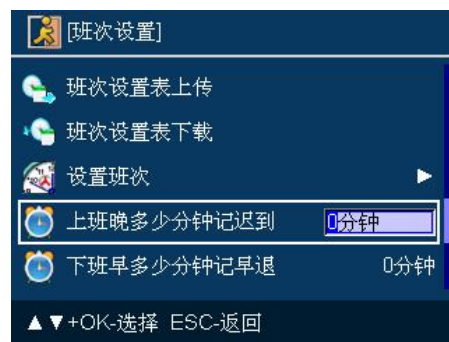 [班次设置]
班次设置表上传
班次设置表下载
设置班次
上班晚多少分钟记迟到 0分钟
下班早多少分钟记早退 0分钟
▲▼+OK-选择 ESC-返回